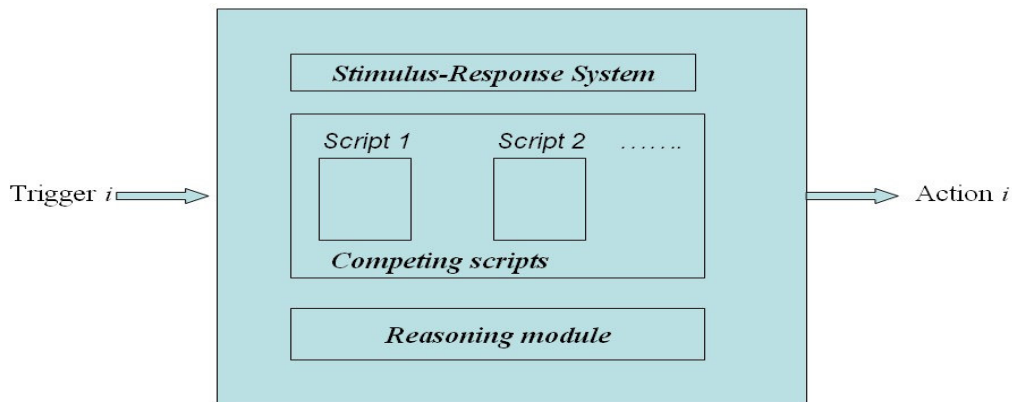 Stimulus-Response System
Script 1 Script 2 .......
Trigger i
Action i
Competing scripts
Reasoning module